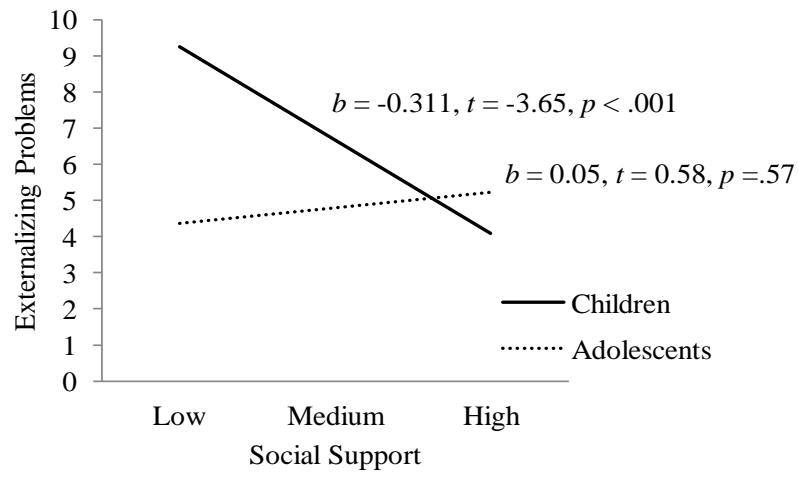 10
9
8
7
6
5
4
3
2
1
0
Externalizing Problems
b = -0.311, t = -3.65, p < .001
b = 0.05, t = 0.58, p =.57
Children
Adolescents
Low Medium High
Social Support